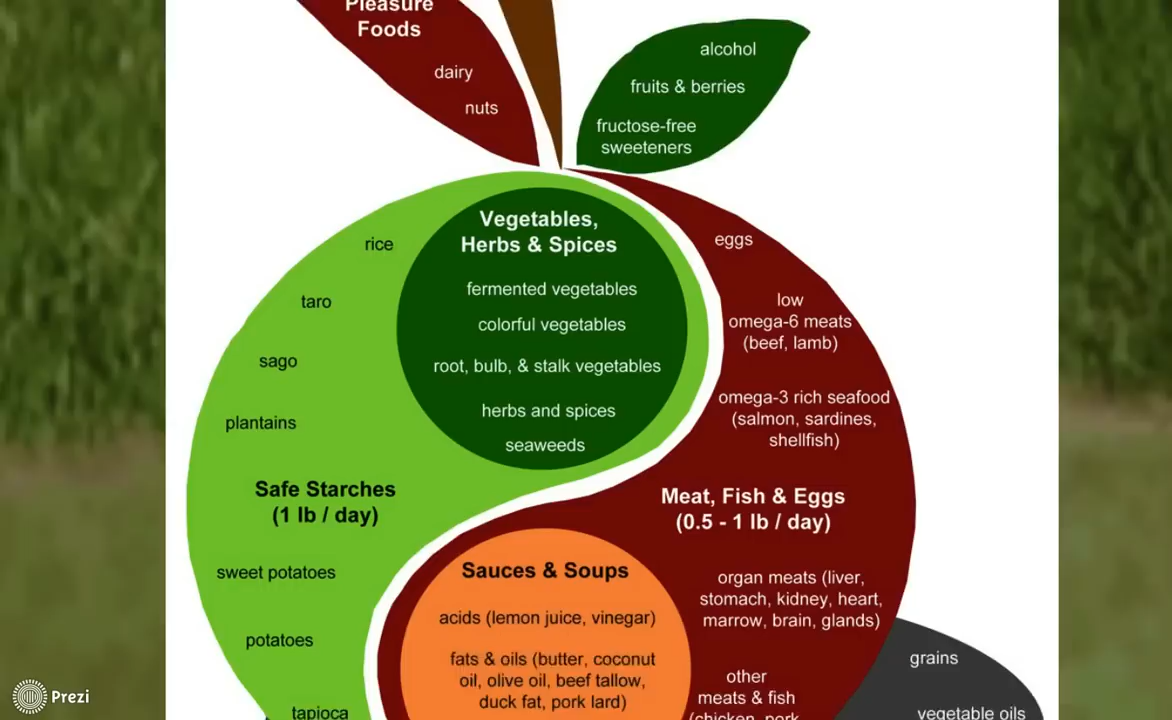 Pleasure
Foods
dairy
nuts
alcohol
fruits & berries
fructose-free
sweeteners
Vegetables,
Herbs & Spices
fermented vegetables
colorful vegetables
root, bulb, & stalk vegetables
herbs and spices
seaweeds
rice
taro
sago
plantains
Safe Starches
(1 lb / day)
sweet potatoes
potatoes
tapioca
eggs
low
omega-6 meats
(beef, lamb)
omega-3 rich seafood
(salmon, sardines,
shellfish)
Meat, Fish & Eggs
(0.5 - 1 lb / day)
organ meats (liver,
stomach, kidney, heart,
marrow, brain, glands)
other
meats & fish
(chicken, pork,
Sauces & Soups
acids (lemon juice, vinegar)
fats & oils (butter, coconut
oil, olive oil, beef tallow,
duck fat, pork lard)
grains
vegetable oils
Prezi